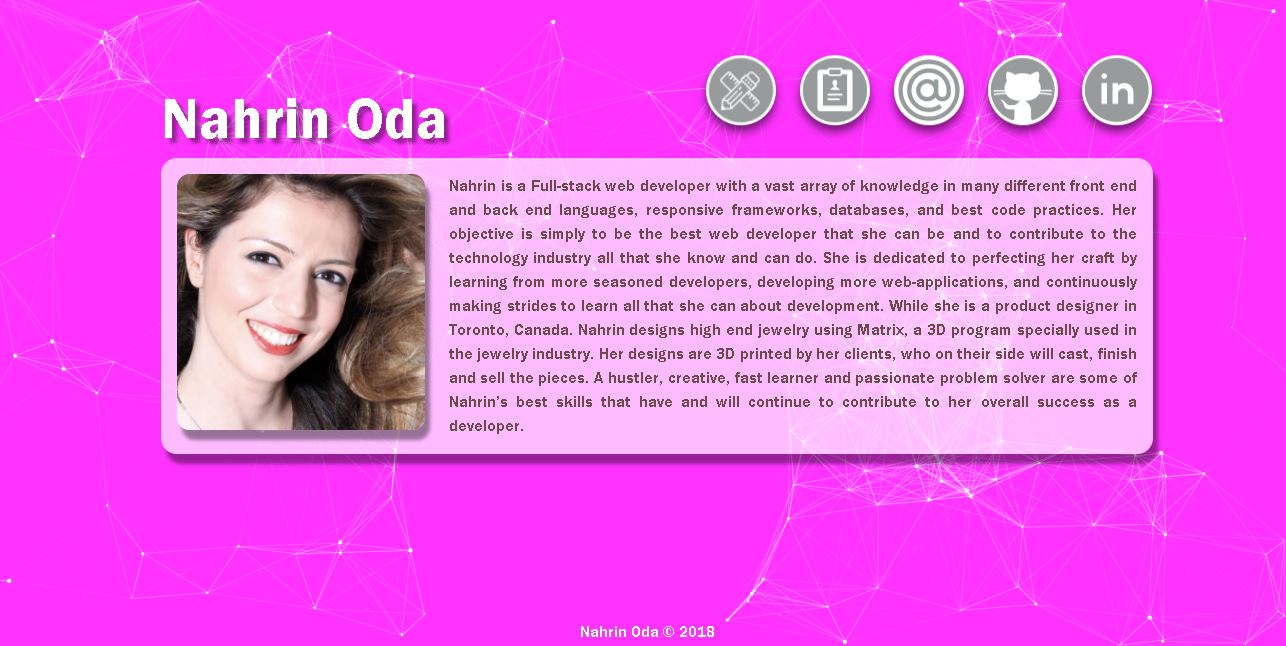 Nahrin Oda
in
Nahrin is a Full-stack web developer with a vast array of knowledge in many different front end
and back end languages, responsive frameworks, databases, and best code practices. Her
objective is simply to be the best web developer that she can be and to contribute to the
technology industry all that she know and can do. She is dedicated to perfecting her craft by
learning from more seasoned developers, developing more web-applications, and continuously
making strides to learn all that she can about development. While she is a product designer in
Toronto, Canada. Nahrin designs high end jewelry using Matrix, a 3D program specially used in
the jewelry industry. Her designs are 3D printed by her clients, who on their side will cast, finish
and sell the pieces. A hustler, creative, fast learner and passionate problem solver are some of
Nahrin’s best skills that have and will continue to contribute to her overall success as a
developer.
Nahrin Oda © 2018